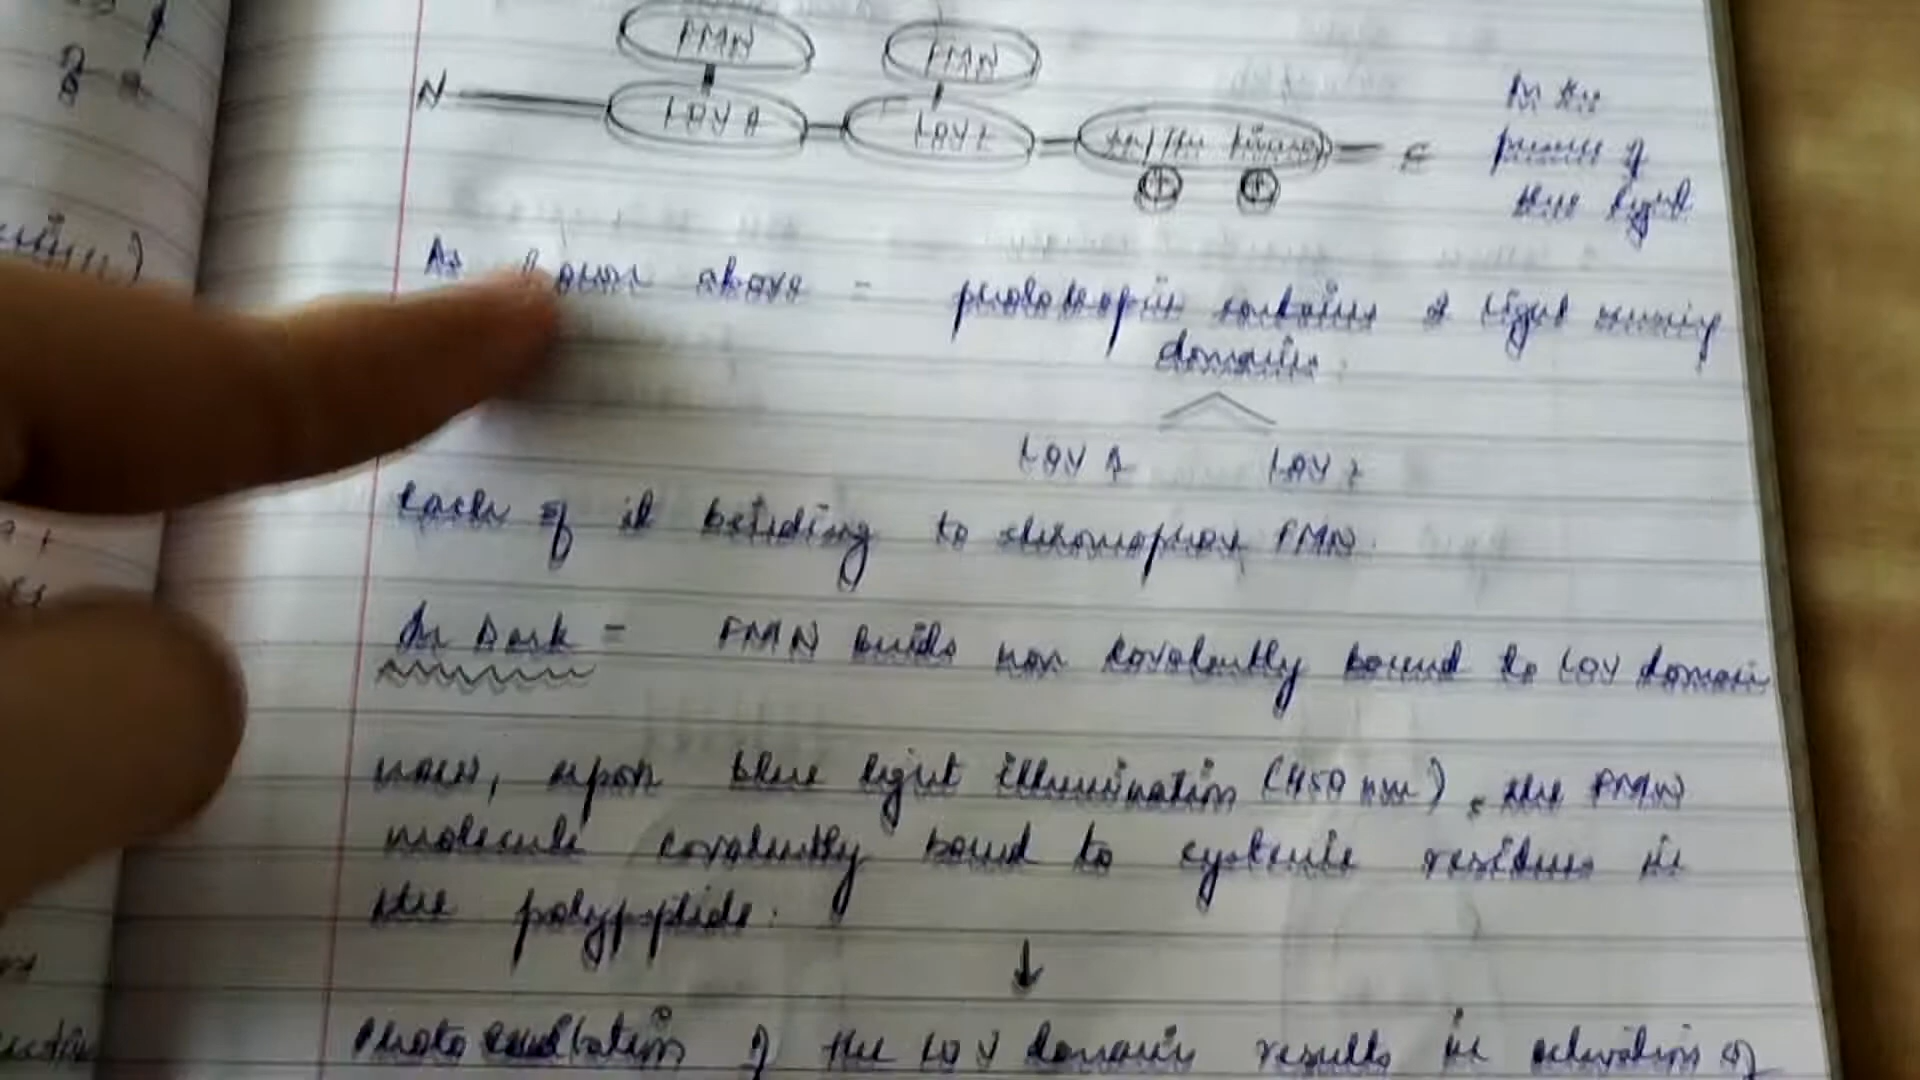 FMN FMN
N LOV 1 LOV 2 C
In the
presence of
blue light
As shown above - phototropin contains 2 light sensing
domains.
LOV 1 LOV 2
each of it beinding to chromophore FMN.
In Dark - FMN binds non covalently bound to LOV domain
now, upon blue light illumination (450 nm), the FMN
molecule covalently bound to cysteine residues in
the polypeptide.
↓
Photo excitation of the LOV domain results in activation of